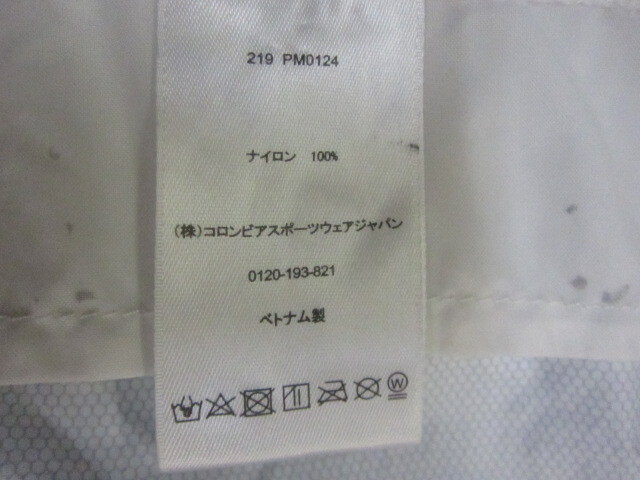 219 PM0124
ナイロン 100%
(株)コロンビアスポーツウェアジャパン
0120-193-821
ベトナム製
W